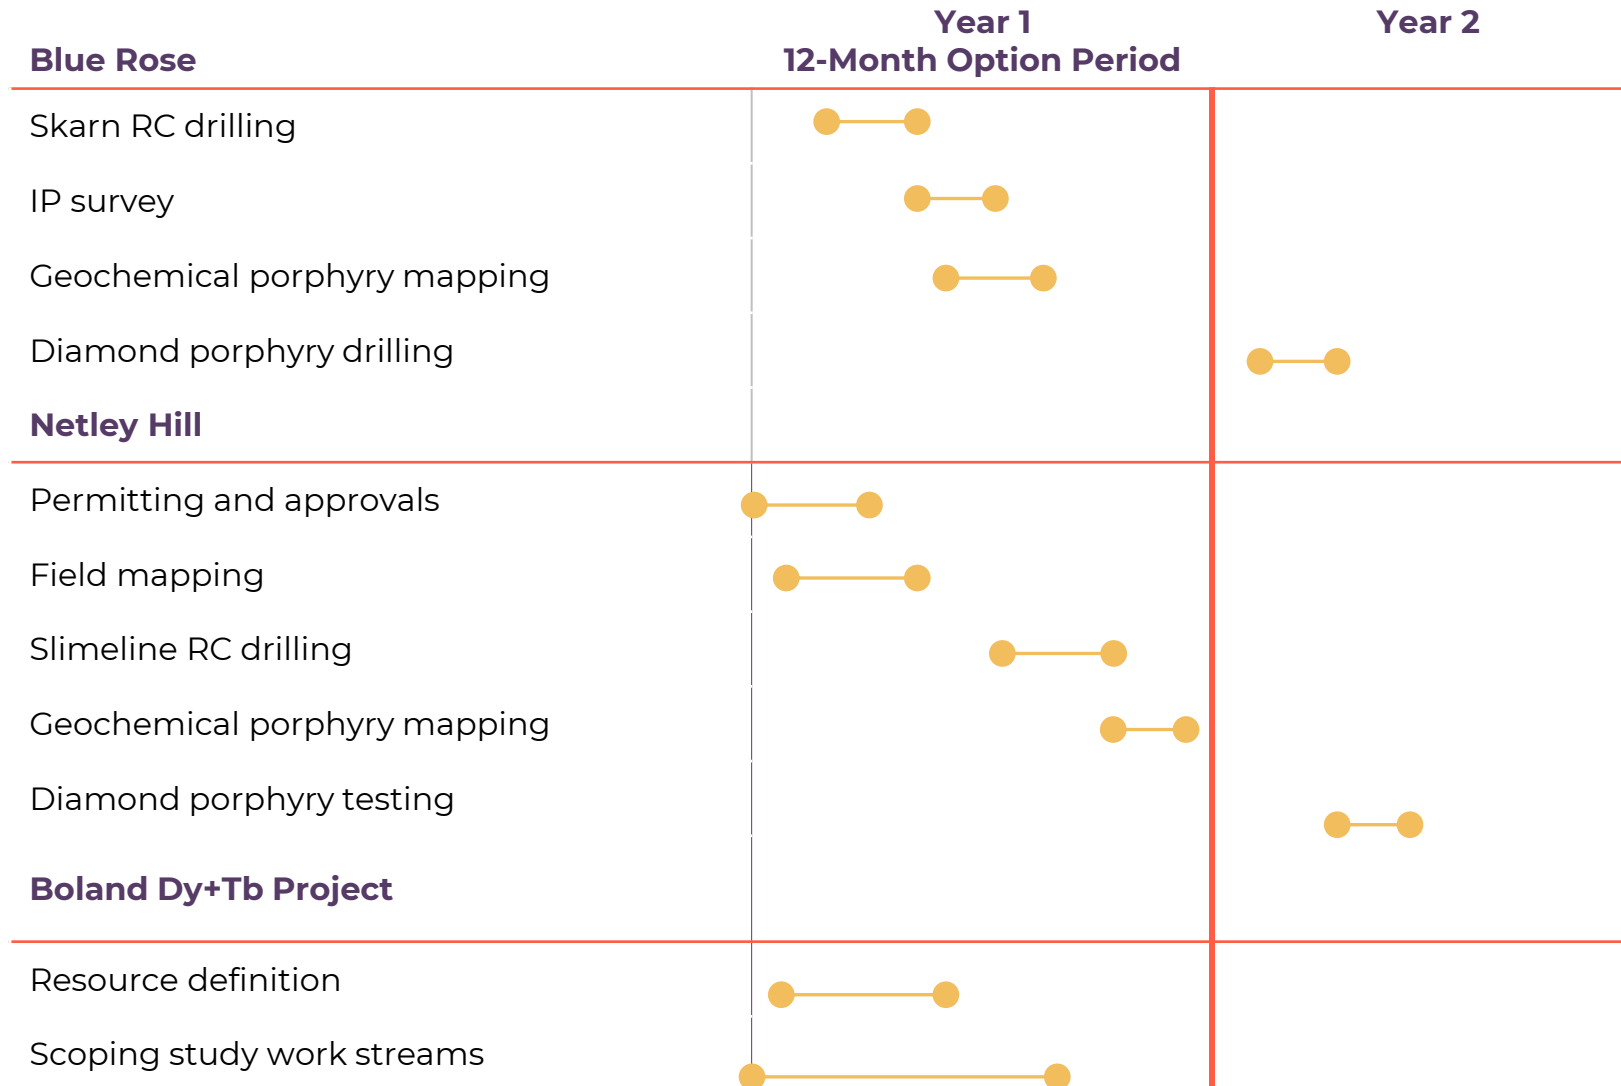 Year 1
Year 2
Blue Rose
12-Month Option Period
Skarn RC drilling
IP survey
Geochemical porphyry mapping
Diamond porphyry drilling
Netley Hill
Permitting and approvals
Field mapping
Slimeline RC drilling
Geochemical porphyry mapping
Diamond porphyry testing
Boland Dy+Tb Project
Resource definition
Scoping study work streams